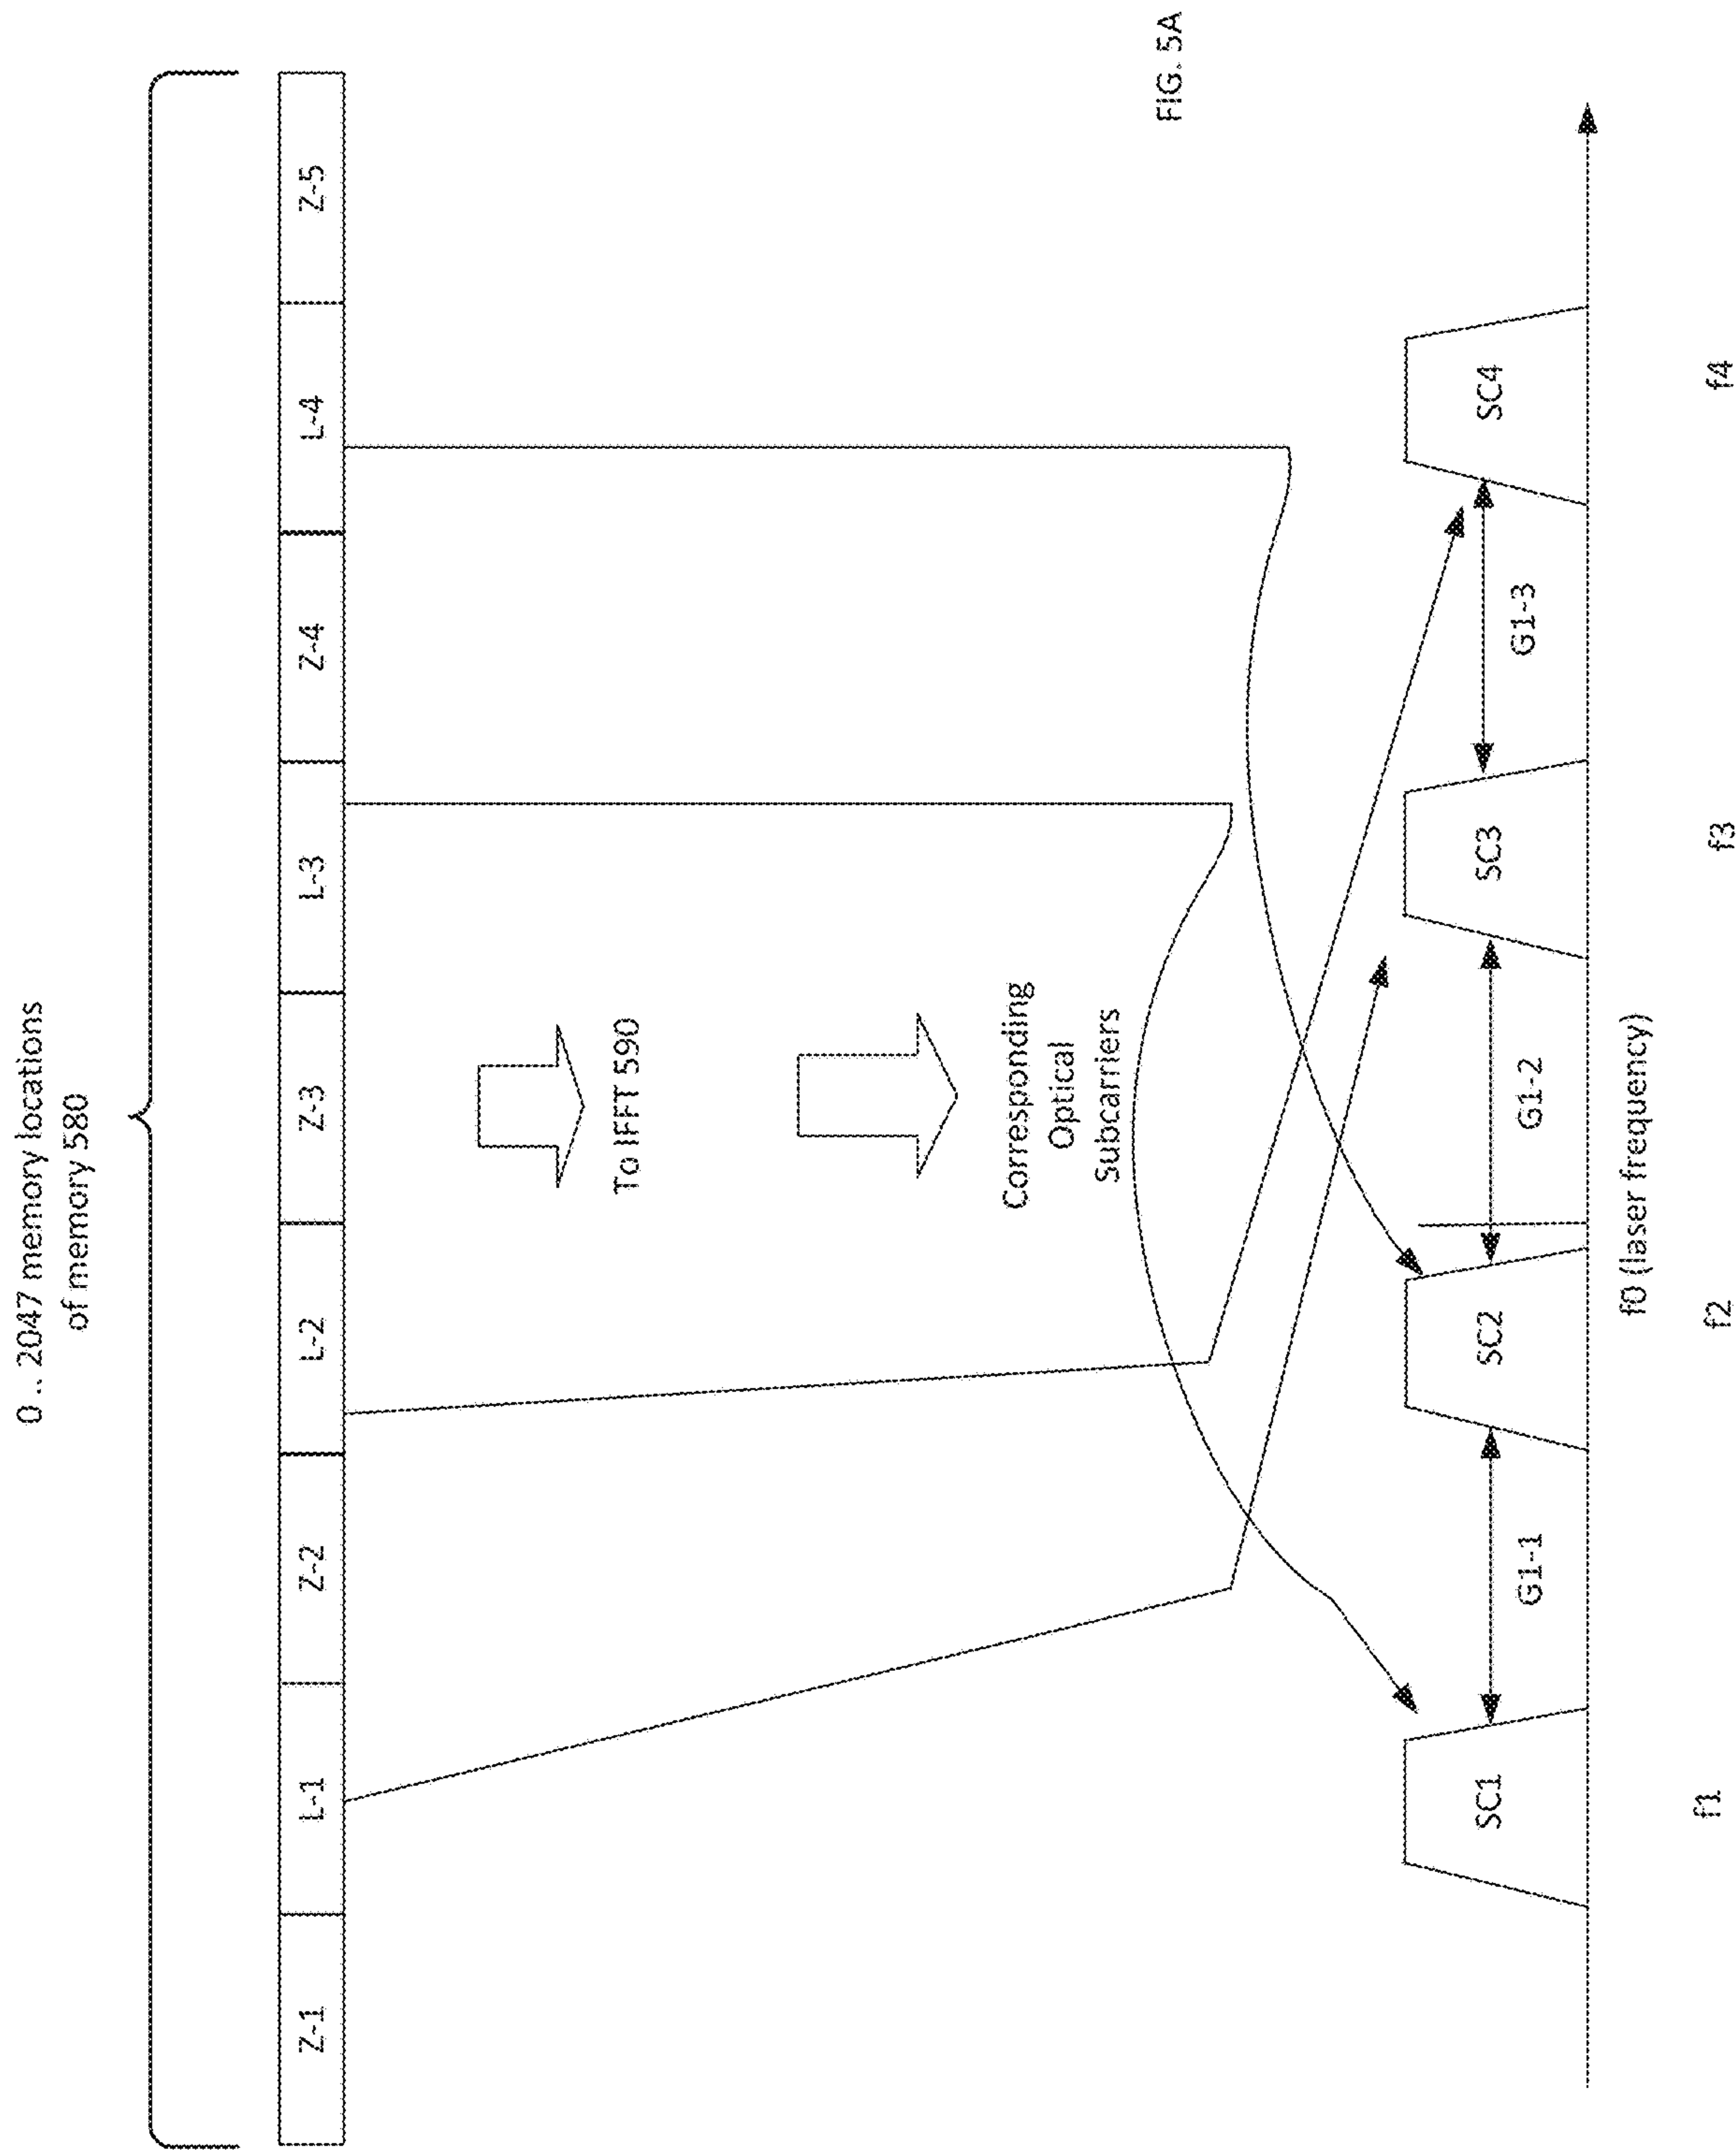 0 .. 2047 memory locations
of memory 580
Z-1
L-1
Z-2
L-2
Z-3
L-3
Z-4
L-4
Z-5
To IFFT 590
Corresponding
Optical
Subcarriers
FIG. 5A
SC1
SC2
SC3
SC4
G1-1
G1-2
G1-3
f0 (laser frequency)
f1
f2
f3
f4